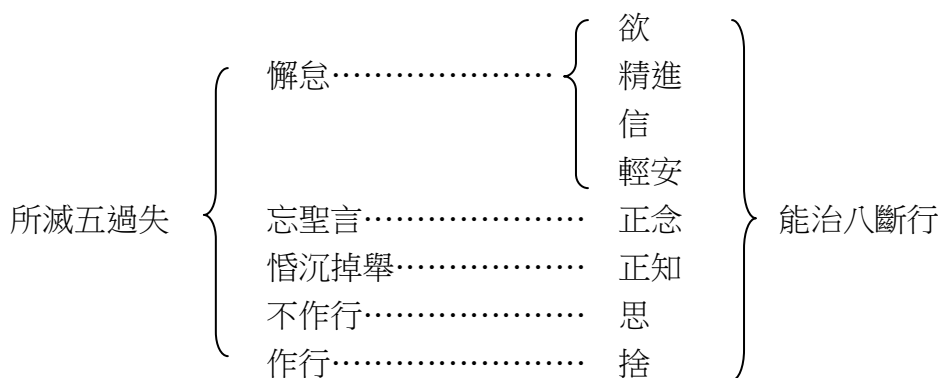 欲
懈怠…………………… 精進
信
輕安
所滅五過失 忘聖言…………………… 正念 能治八斷行
惛沉掉舉……………… 正知
不作行…………………… 思
作行……………………… 捨